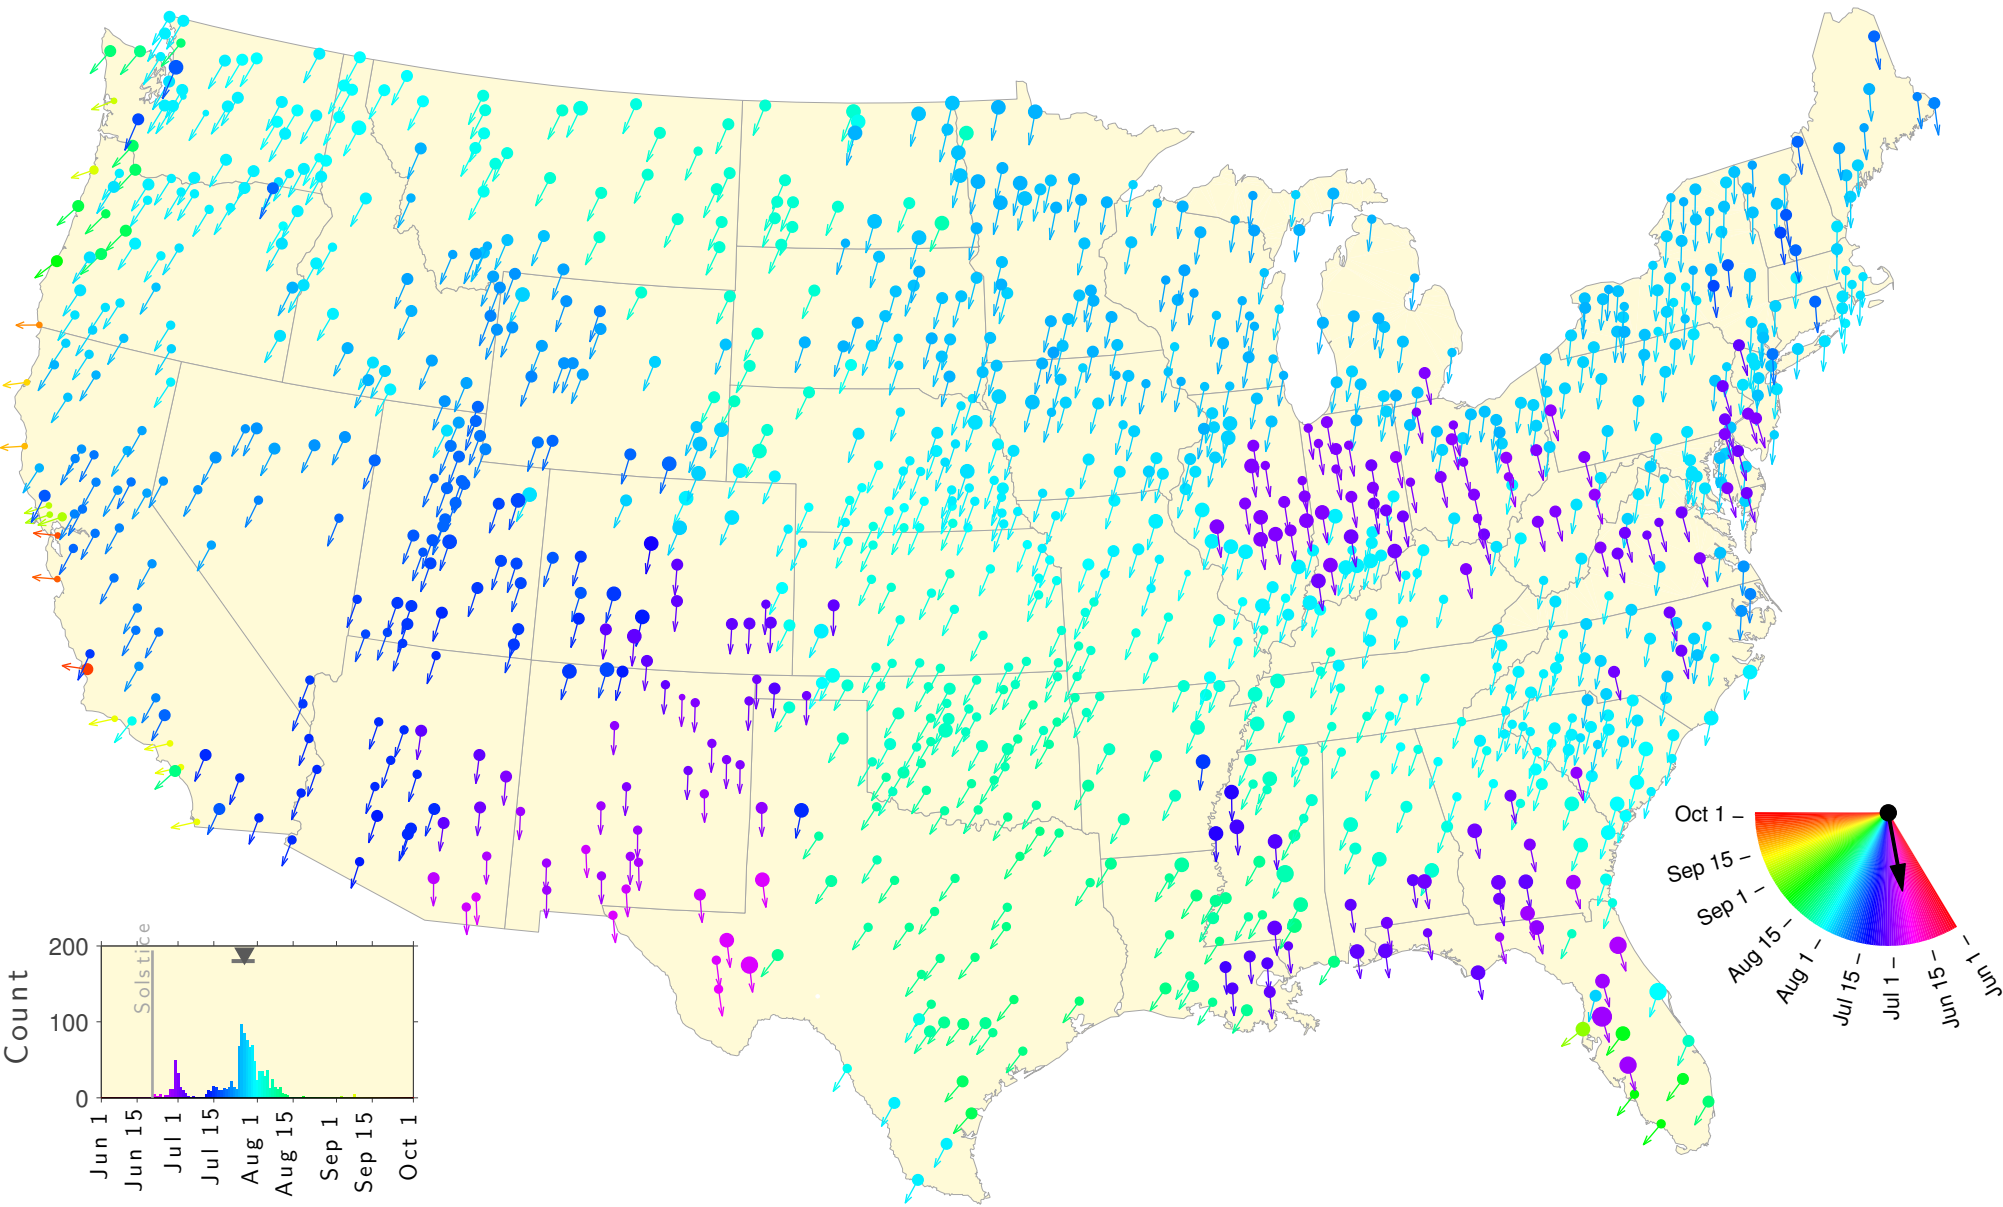 Oct 1 –
Sep 15 –
Sep 1 –
Aug 15 –
Aug 1 –
Jul 15 –
Jul 1 –
Jun 15 –
Jun 1 –
Solstice
Count
200
100
0
Jun 1
Jun 15
Jul 1
Jul 15
Aug 1
Aug 15
Sep 1
Sep 15
Oct 1